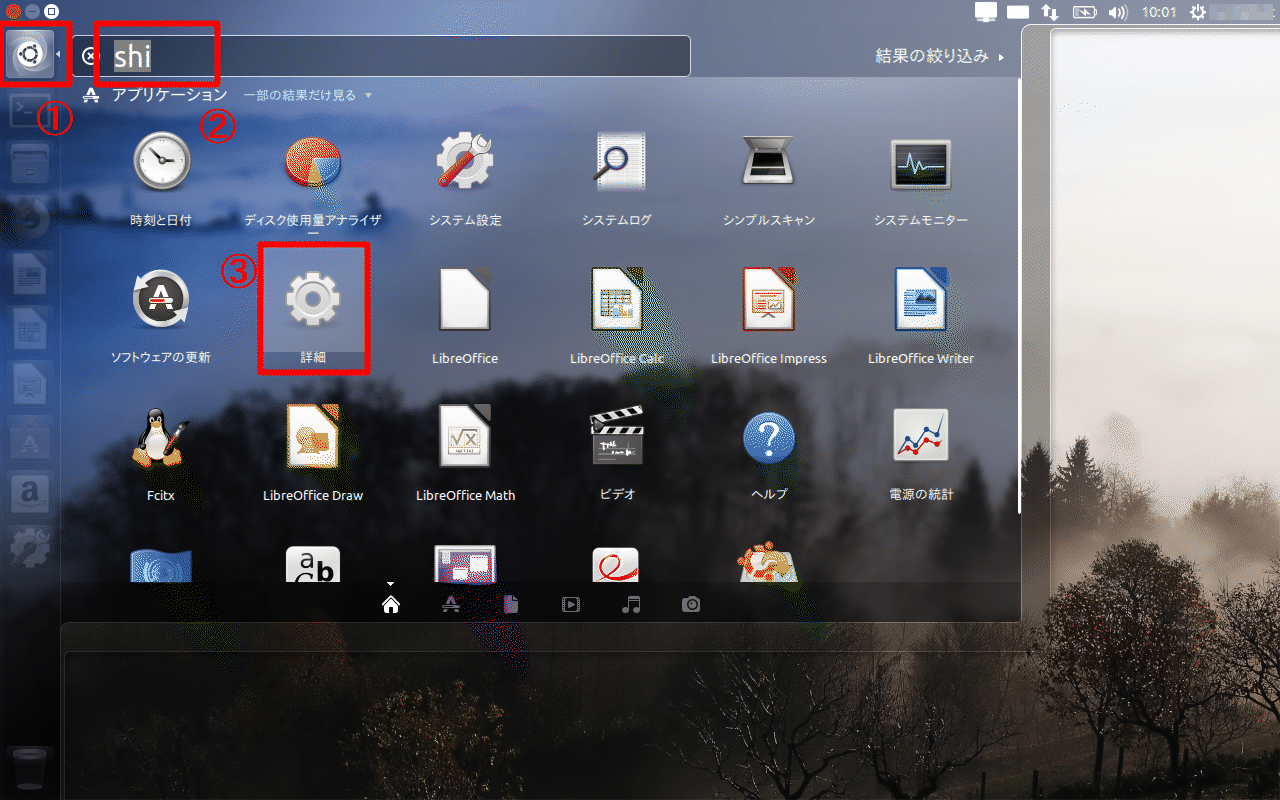 10:01
①
shi
結果の絞り込み
アプリケーション 一部の結果だけ見る
②
時刻と日付
ディスク使用量アナライザー
システム設定
システムログ
シンプルスキャン
システムモニター
③
ソフトウェアの更新
詳細
LibreOffice
LibreOffice Calc
LibreOffice Impress
LibreOffice Writer
Fcitx
LibreOffice Draw
LibreOffice Math
ビデオ
ヘルプ
電源の統計